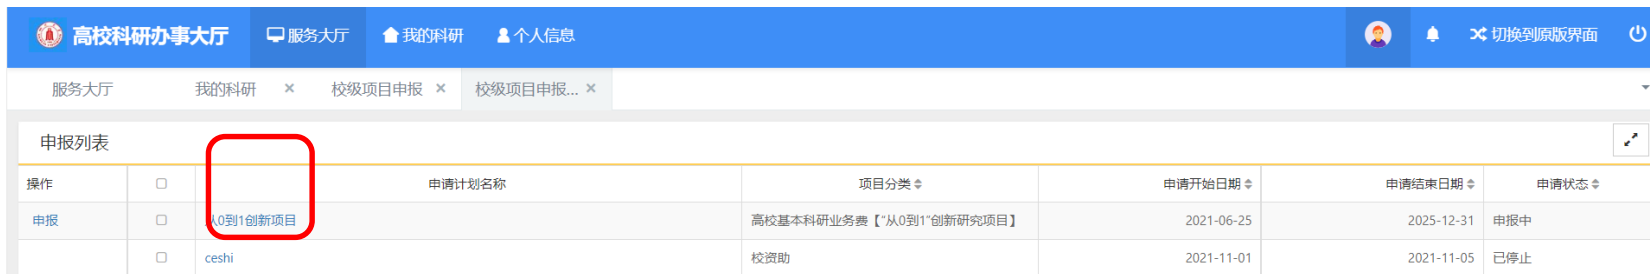 高校科研办事大厅 服务大厅 我的科研 个人信息 切换到原版界面
服务大厅 我的科研 × 校级项目申报 × 校级项目申报... ×
申报列表
操作 申请计划名称 项目分类 申请开始日期 申请结束日期 申请状态
申报 从0到1创新项目 高校基本科研业务费【“从0到1”创新研究项目】 2021-06-25 2025-12-31 申报中
ceshi 校资助 2021-11-01 2021-11-05 已停止